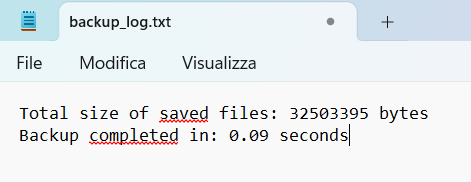 backup_log.txt
File Modifica Visualizza
Total size of saved files: 32503395 bytes
Backup completed in: 0.09 seconds